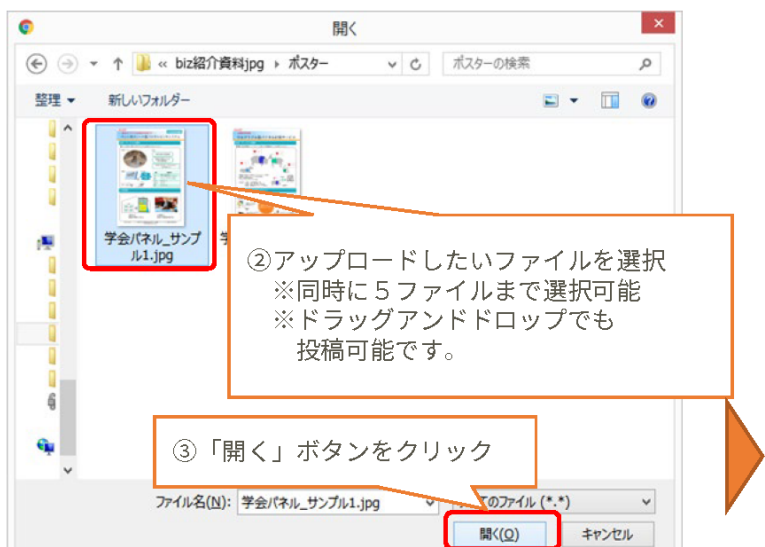 開く
« biz紹介資料jpg ▸ ポスター
ポスターの検索
整理 ▼
新しいフォルダー
学会パネル_サンプ
ル1.jpg
②アップロードしたいファイルを選択
※同時に５ファイルまで選択可能
※ドラッグアンドドロップでも
投稿可能です。
③「開く」ボタンをクリック
ファイル名(N):
学会パネル_サンプル1.jpg
てのファイル (*.*)
開く(O)
キャンセル